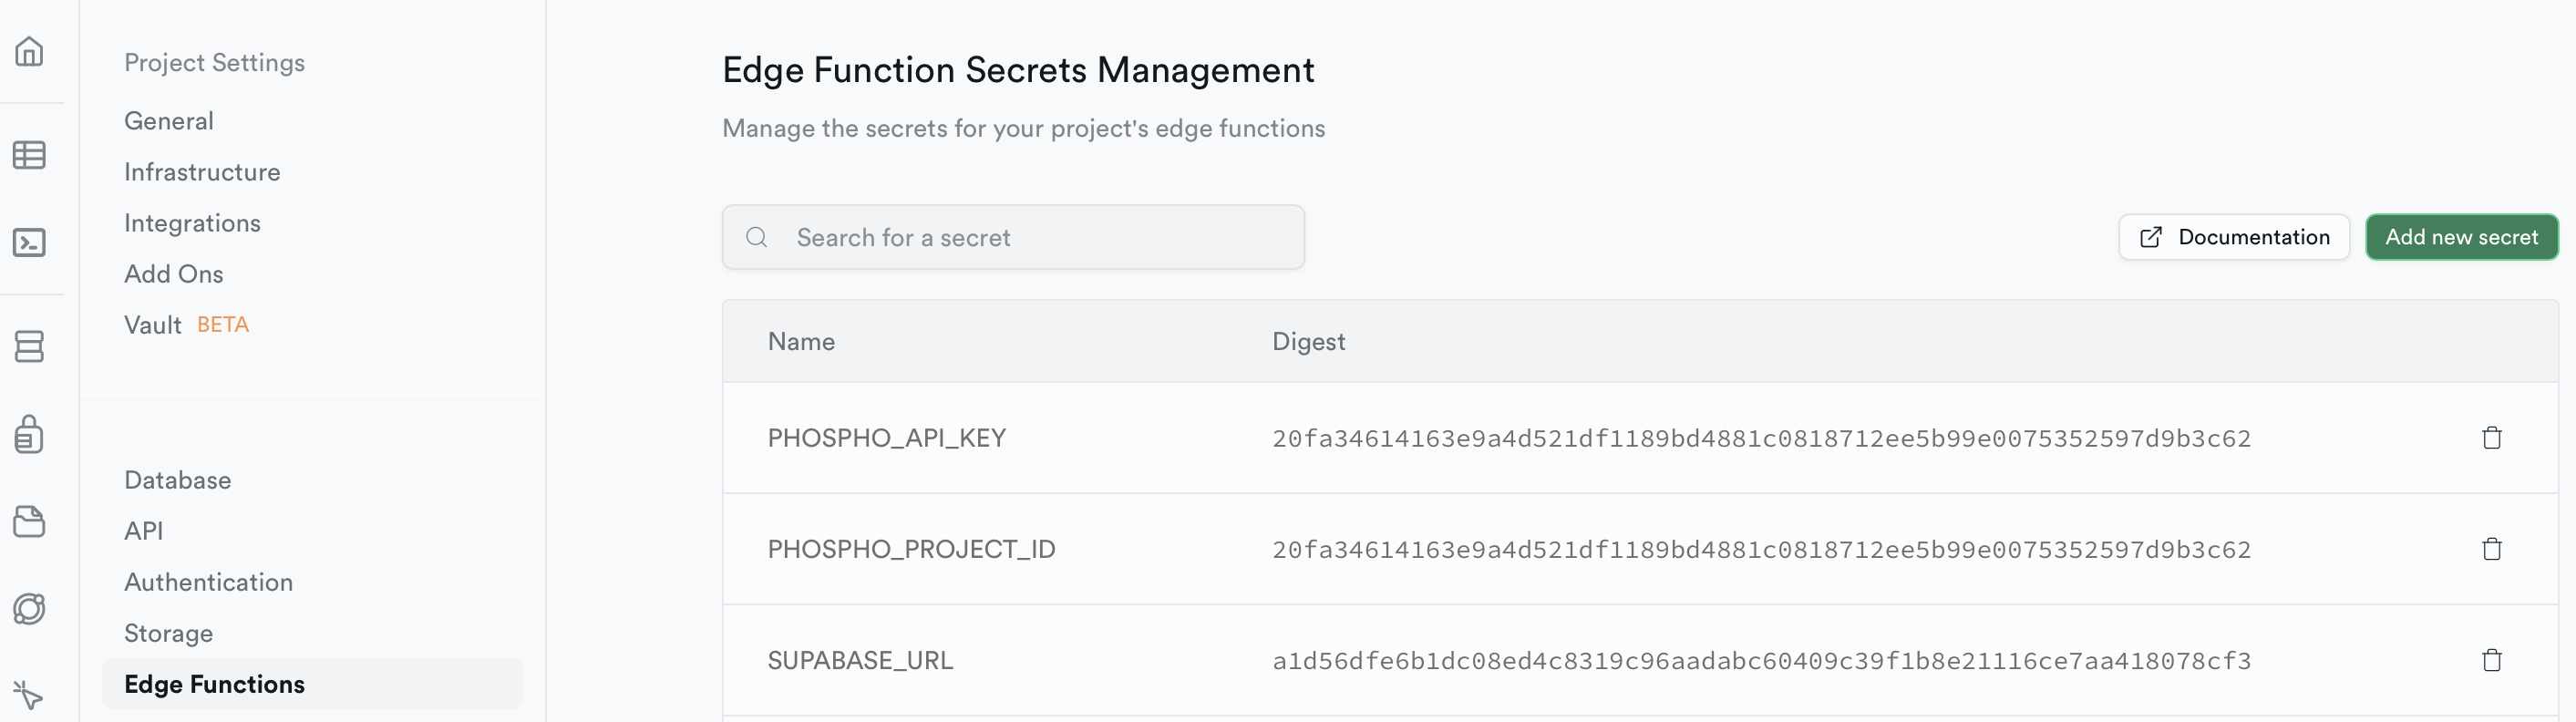 Project Settings
General
Infrastructure
Integrations
Add Ons
Vault BETA
Database
API
Authentication
Storage
Edge Functions
Edge Function Secrets Management
Manage the secrets for your project's edge functions
Search for a secret
Documentation
Add new secret
Name Digest
PHOSPHO_API_KEY 20fa34614163e9a4d521df1189bd4881c0818712ee5b99e0075352597d9b3c62
PHOSPHO_PROJECT_ID 20fa34614163e9a4d521df1189bd4881c0818712ee5b99e0075352597d9b3c62
SUPABASE_URL a1d56dfe6b1dc08ed4c8319c96aadabc60409c39f1b8e21116ce7aa418078cf3